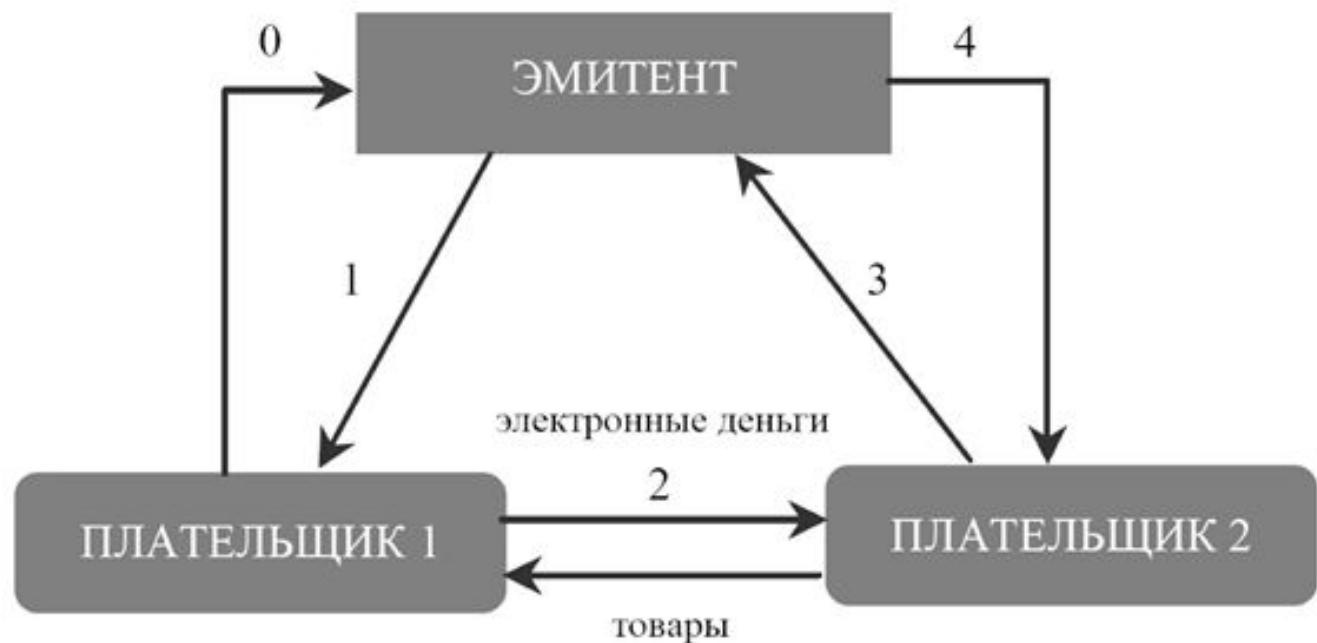 0
ЭМИТЕНТ
4
1
3
электронные деньги
2
ПЛАТЕЛЬЩИК 1
ПЛАТЕЛЬЩИК 2
товары